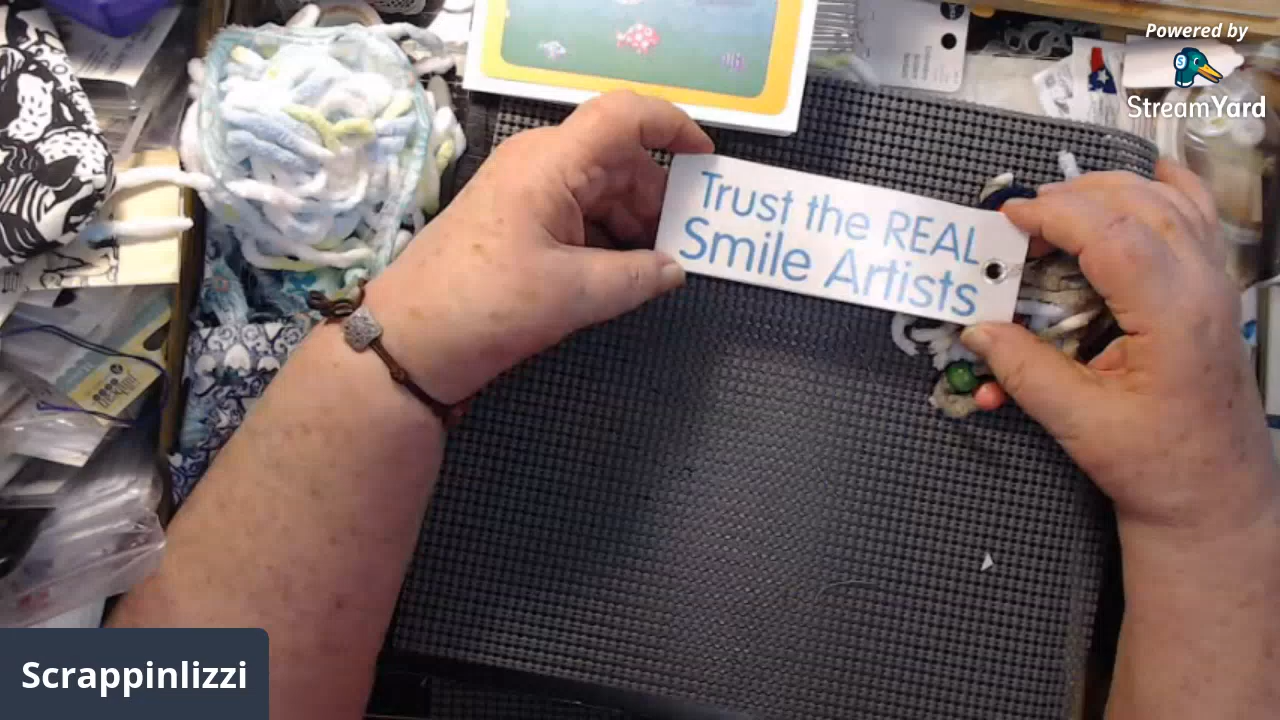 Powered by
StreamYard
Trust the REAL
Smile Artists
Scrappinlizzi